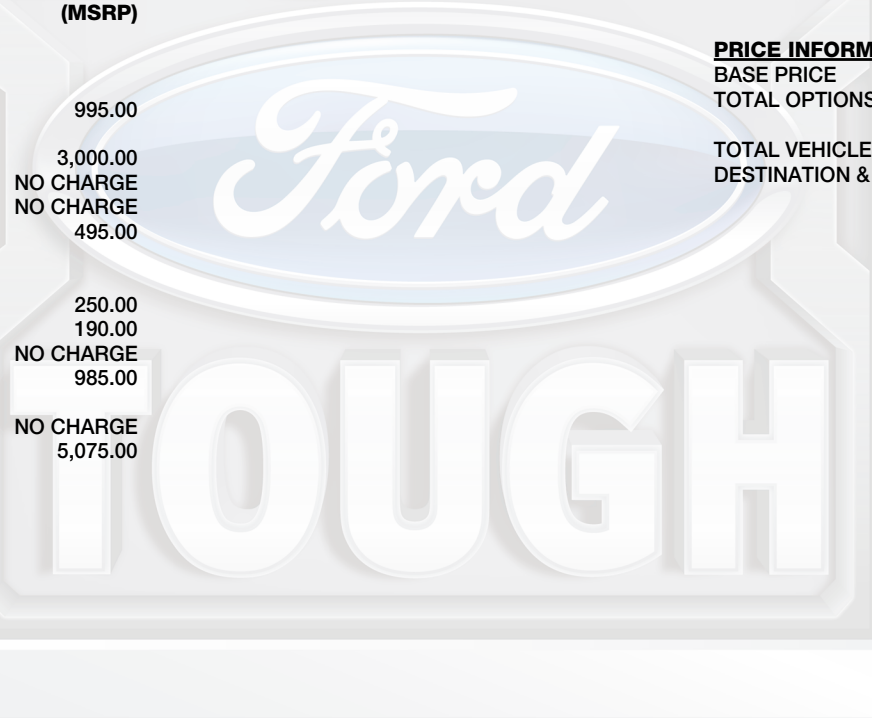 (MSRP)
995.00
3,000.00
NO CHARGE
NO CHARGE
495.00
250.00
190.00
NO CHARGE
985.00
NO CHARGE
5,075.00
PRICE INFORM
BASE PRICE
TOTAL OPTIONS
TOTAL VEHICLE
DESTINATION &
Ford
TOUGH